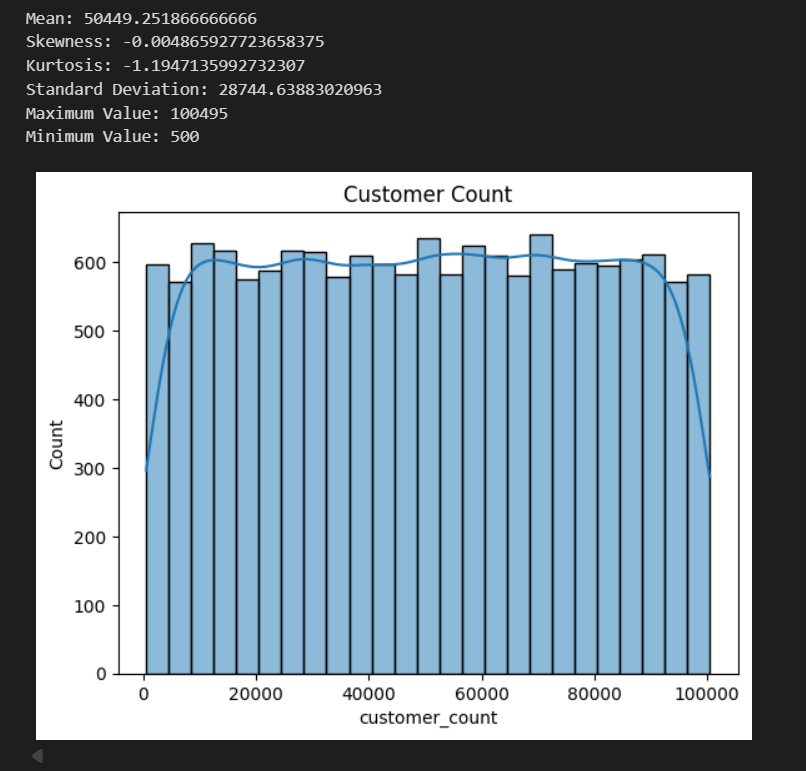 Mean: 50449.251866666666
Skewness: -0.004865927723658375
Kurtosis: -1.1947135992732307
Standard Deviation: 28744.63883020963
Maximum Value: 100495
Minimum Value: 500
Customer Count
600
500
400
300
200
100
0
Count
0 20000 40000 60000 80000 100000
customer_count